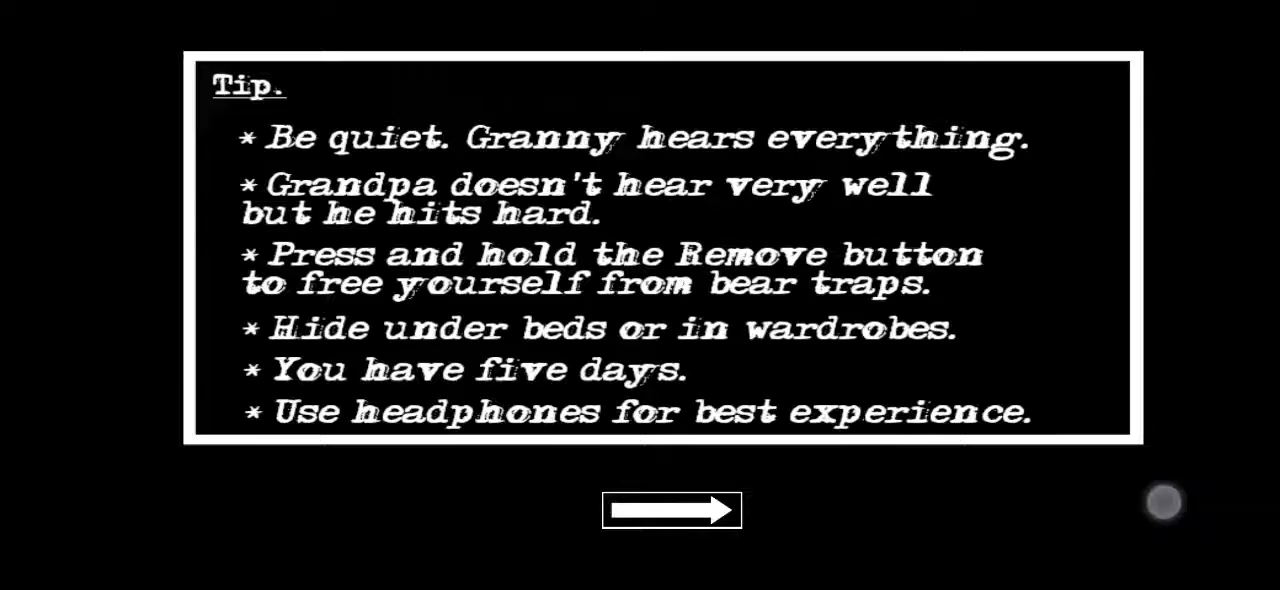 Tip.
* Be quiet. Granny hears everything.
* Grandpa doesn't hear very well
but he hits hard.
* Press and hold the Remove button
to free yourself from bear traps.
* Hide under beds or in wardrobes.
* You have five days.
* Use headphones for best experience.